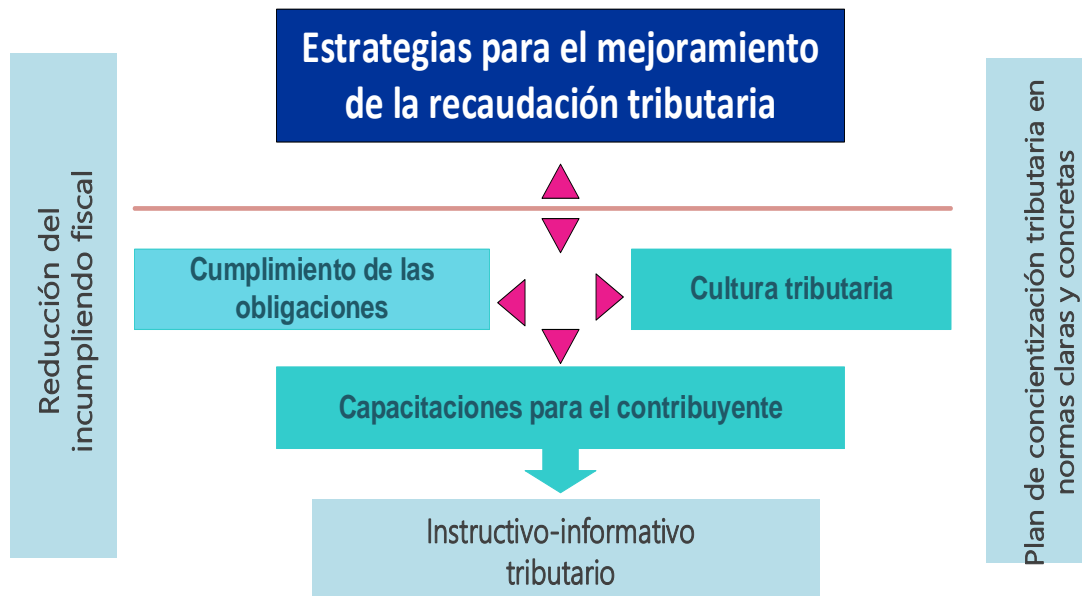 Estrategias para el mejoramiento
de la recaudación tributaria
Reducción del
incumpliendo fiscal
Cumplimiento de las
obligaciones
Cultura tributaria
Capacitaciones para el contribuyente
Instructivo-informativo
tributario
Plan de concientización tributaria en
normas claras y concretas